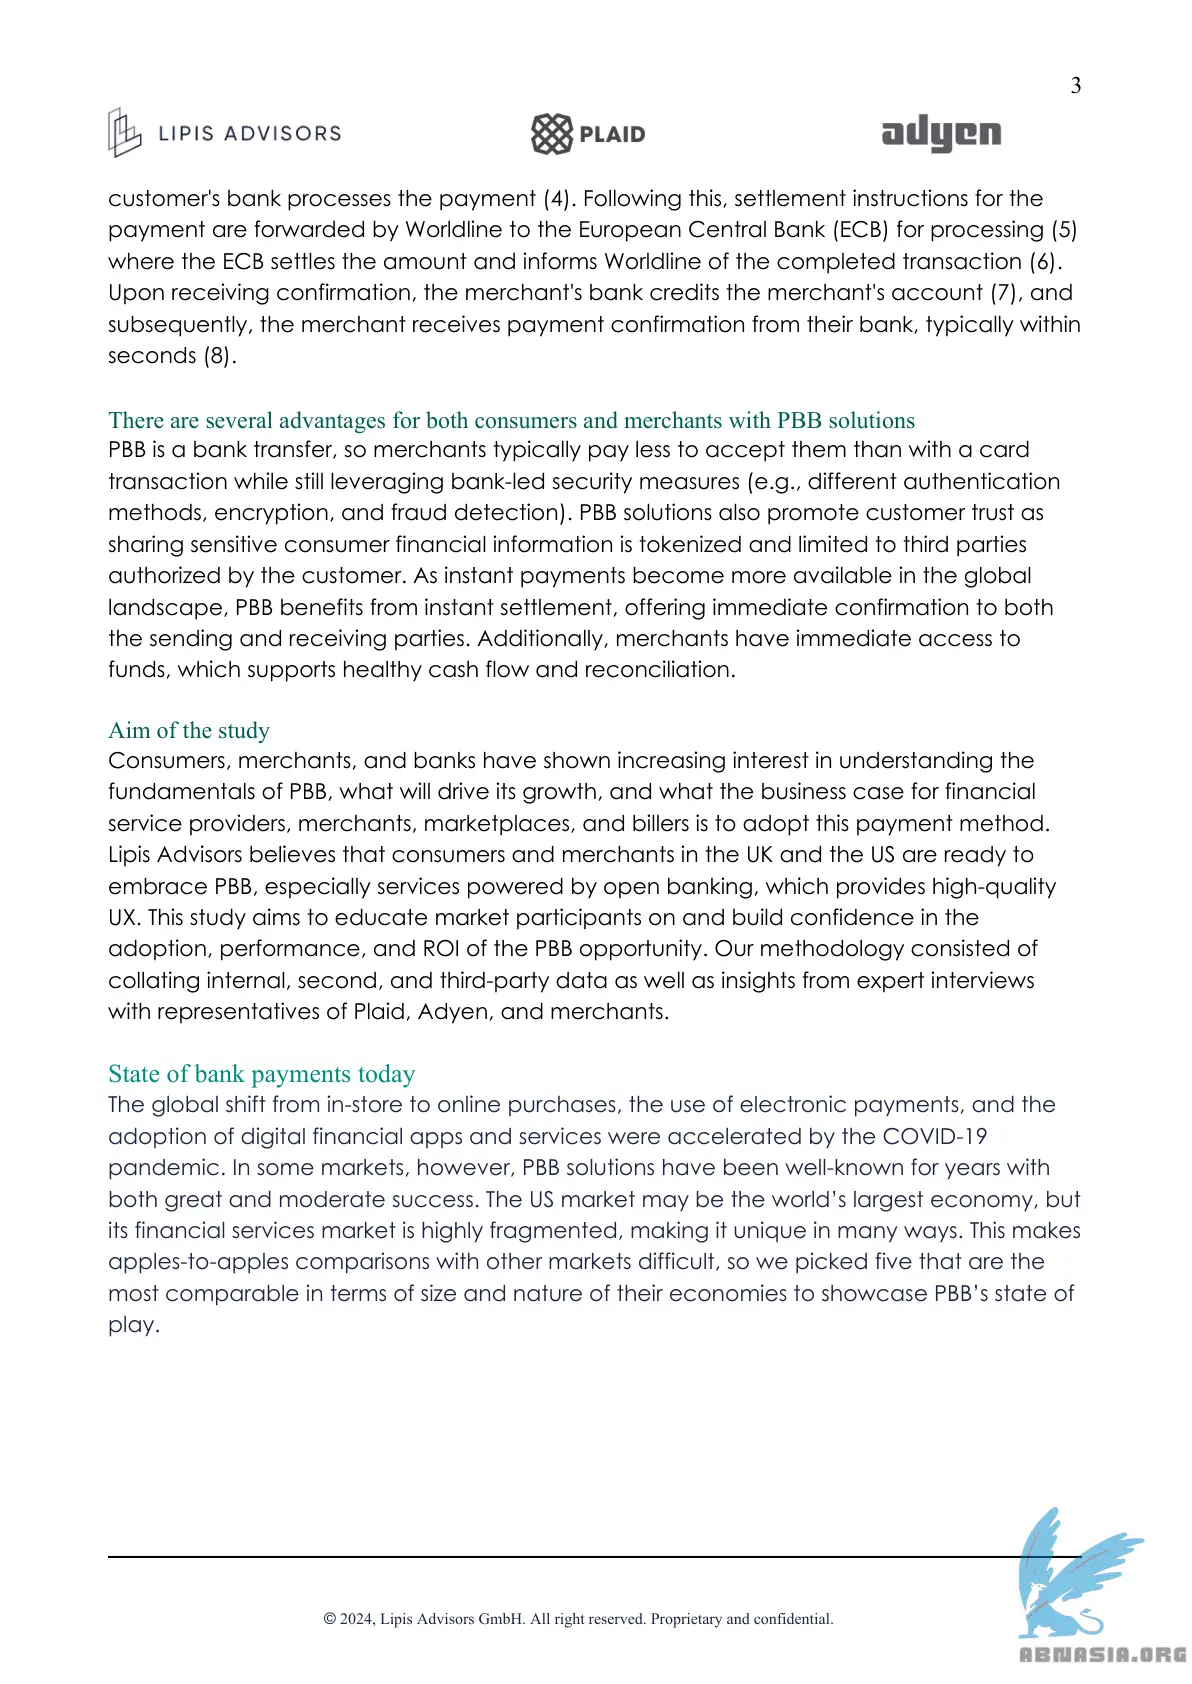 3
LIPIS ADVISORS
PLAID
adyen
customer's bank processes the payment (4). Following this, settlement instructions for the
payment are forwarded by Worldline to the European Central Bank (ECB) for processing (5)
where the ECB settles the amount and informs Worldline of the completed transaction (6).
Upon receiving confirmation, the merchant's bank credits the merchant's account (7), and
subsequently, the merchant receives payment confirmation from their bank, typically within
seconds (8).
There are several advantages for both consumers and merchants with PBB solutions
PBB is a bank transfer, so merchants typically pay less to accept them than with a card
transaction while still leveraging bank-led security measures (e.g., different authentication
methods, encryption, and fraud detection). PBB solutions also promote customer trust as
sharing sensitive consumer financial information is tokenized and limited to third parties
authorized by the customer. As instant payments become more available in the global
landscape, PBB benefits from instant settlement, offering immediate confirmation to both
the sending and receiving parties. Additionally, merchants have immediate access to
funds, which supports healthy cash flow and reconciliation.
Aim of the study
Consumers, merchants, and banks have shown increasing interest in understanding the
fundamentals of PBB, what will drive its growth, and what the business case for financial
service providers, merchants, marketplaces, and billers is to adopt this payment method.
Lipis Advisors believes that consumers and merchants in the UK and the US are ready to
embrace PBB, especially services powered by open banking, which provides high-quality
UX. This study aims to educate market participants on and build confidence in the
adoption, performance, and ROI of the PBB opportunity. Our methodology consisted of
collating internal, second, and third-party data as well as insights from expert interviews
with representatives of Plaid, Adyen, and merchants.
State of bank payments today
The global shift from in-store to online purchases, the use of electronic payments, and the
adoption of digital financial apps and services were accelerated by the COVID-19
pandemic. In some markets, however, PBB solutions have been well-known for years with
both great and moderate success. The US market may be the world’s largest economy, but
its financial services market is highly fragmented, making it unique in many ways. This makes
apples-to-apples comparisons with other markets difficult, so we picked five that are the
most comparable in terms of size and nature of their economies to showcase PBB’s state of
play.
© 2024, Lipis Advisors GmbH. All right reserved. Proprietary and confidential.
ABNASIA.ORG